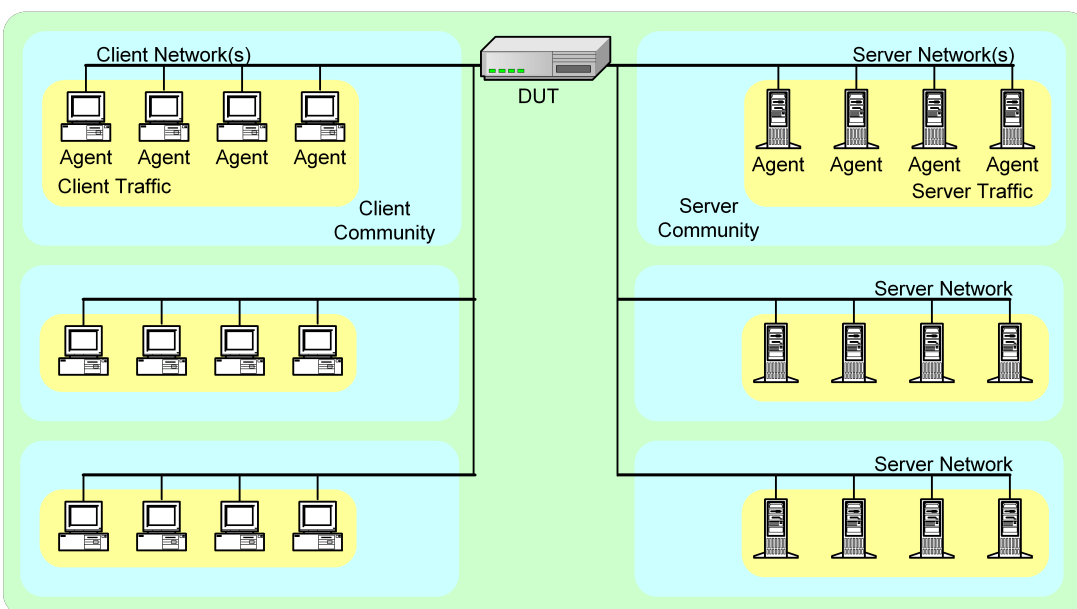 Client Network(s)
Server Network(s)
DUT
Agent Agent Agent Agent
Client Traffic
Client
Community
Agent Agent Agent Agent
Server Traffic
Server
Community
Server Network
Server Network